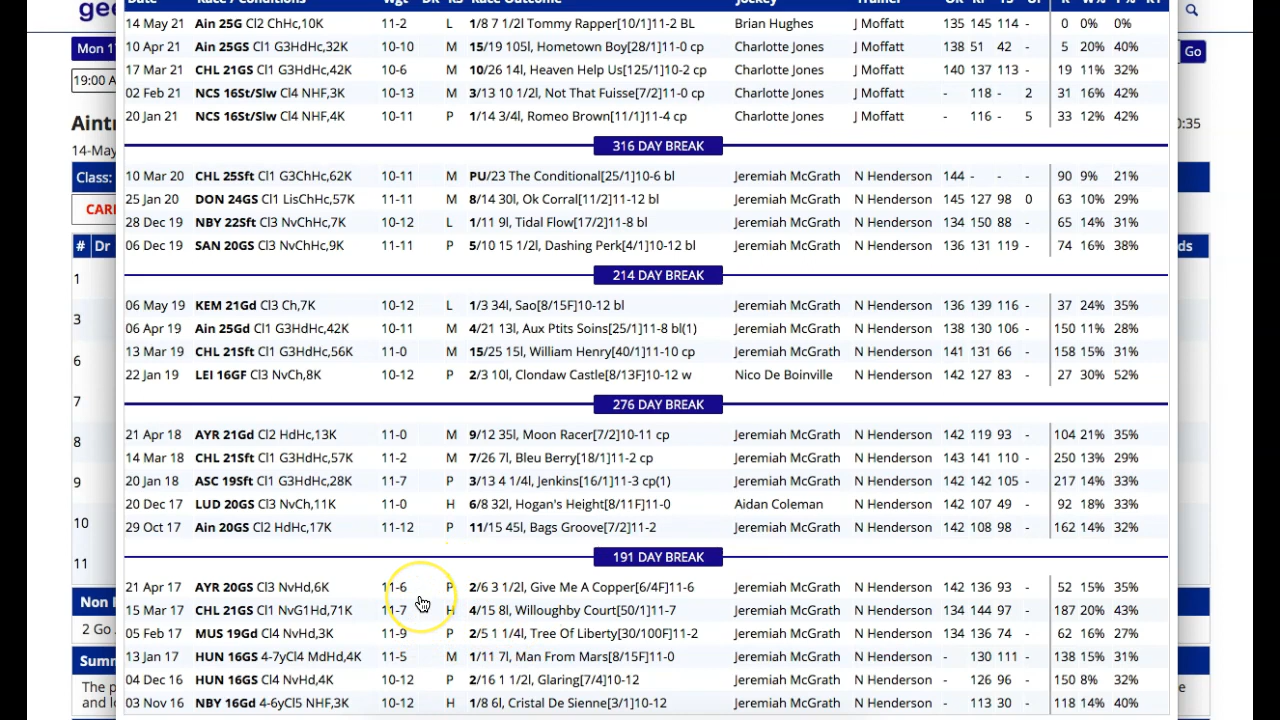 gee
Date Race / Conditions Wgt DR RS Race Outcome Jockey Trainer OR RF TS R W% P% RT
14 May 21 Ain 25G Cl2 ChHc,10K 11-2 L 1/8 7 1/2l Tommy Rapper[10/1]11-2 BL Brian Hughes J Moffatt 135 145 114 - 0 0% 0%
Mon 1
10 Apr 21 Ain 25GS Cl1 G3HdHc,32K 10-10 M 15/19 105l, Hometown Boy[28/1]11-0 cp Charlotte Jones J Moffatt 138 51 42 - 5 20% 40%
Go
17 Mar 21 CHL 21GS Cl1 G3HdHc,42K 10-6 M 10/26 14l, Heaven Help Us[125/1]10-2 cp Charlotte Jones J Moffatt 140 137 113 - 19 11% 32%
19:00 A
02 Feb 21 NCS 16St/Slw Cl4 NHF,3K 10-13 M 3/13 10 1/2l, Not That Fuisse[7/2]11-0 cp Charlotte Jones J Moffatt - 118 - 2 31 16% 42%
20 Jan 21 NCS 16St/Slw Cl4 NHF,4K 10-11 P 1/14 3/4l, Romeo Brown[11/1]11-4 cp Charlotte Jones J Moffatt - 116 - 5 33 12% 42%
Aintr
0:35
316 DAY BREAK
14-May
10 Mar 20 CHL 25Sft Cl1 G3ChHc,62K 10-11 M PU/23 The Conditional[25/1]10-6 bl Jeremiah McGrath N Henderson 144 - - - 90 9% 21%
Class:
25 Jan 20 DON 24GS Cl1 LisChHc,57K 11-11 M 8/14 30l, Ok Corral[11/2]11-12 bl Jeremiah McGrath N Henderson 145 127 98 0 63 10% 29%
CARI
28 Dec 19 NBY 22Sft Cl3 NvChHc,7K 10-12 L 1/11 9l, Tidal Flow[17/2]11-8 bl Jeremiah McGrath N Henderson 134 150 88 - 65 14% 31%
06 Dec 19 SAN 20GS Cl3 NvChHc,9K 11-11 P 5/10 15 1/2l, Dashing Perk[4/1]10-12 bl Jeremiah McGrath N Henderson 136 131 119 - 74 16% 38%
# Dr
ds
214 DAY BREAK
1
06 May 19 KEM 21Gd Cl3 Ch,7K 10-12 L 1/3 34l, Sao[8/15F]10-12 bl Jeremiah McGrath N Henderson 136 139 116 - 37 24% 35%
3
06 Apr 19 Ain 25Gd Cl1 G3HdHc,42K 10-11 M 4/21 13l, Aux Ptits Soins[25/1]11-8 bl(1) Jeremiah McGrath N Henderson 138 130 106 - 150 11% 28%
13 Mar 19 CHL 21Sft Cl1 G3HdHc,56K 11-0 M 15/25 15l, William Henry[40/1]11-10 cp Jeremiah McGrath N Henderson 141 131 66 - 158 15% 31%
6
22 Jan 19 LEI 16GF Cl3 NvCh,8K 10-12 P 2/3 10l, Clondaw Castle[8/13F]10-12 w Nico De Boinville N Henderson 142 127 83 - 27 30% 52%
7
276 DAY BREAK
21 Apr 18 AYR 21Gd Cl2 HdHc,13K 11-0 M 9/12 35l, Moon Racer[7/2]10-11 cp Jeremiah McGrath N Henderson 142 119 93 - 104 21% 35%
8
14 Mar 18 CHL 21Sft Cl1 G3HdHc,57K 11-2 M 7/26 7l, Bleu Berry[18/1]11-2 cp Jeremiah McGrath N Henderson 143 141 110 - 250 13% 29%
20 Jan 18 ASC 19Sft Cl1 G3HdHc,28K 11-7 P 3/13 4 1/4l, Jenkins[16/1]11-3 cp(1) Jeremiah McGrath N Henderson 142 142 105 - 217 14% 33%
9
20 Dec 17 LUD 20GS Cl3 NvCh,11K 11-0 H 6/8 32l, Hogan's Height[8/11F]11-0 Aidan Coleman N Henderson 142 107 49 - 92 18% 33%
10
29 Oct 17 Ain 20GS Cl2 HdHc,17K 11-12 P 11/15 45l, Bags Groove[7/2]11-2 Jeremiah McGrath N Henderson 142 108 98 - 162 14% 32%
191 DAY BREAK
11
21 Apr 17 AYR 20GS Cl3 NvHd,6K 11-6 P 2/6 3 1/2l, Give Me A Copper[6/4F]11-6 Jeremiah McGrath N Henderson 142 136 93 - 52 15% 35%
Non
15 Mar 17 CHL 21GS Cl1 NvG1Hd,71K 11-7 H 4/15 8l, Willoughby Court[50/1]11-7 Jeremiah McGrath N Henderson 134 144 97 - 187 20% 43%
2 Go
05 Feb 17 MUS 19Gd Cl4 NvHd,3K 11-9 P 2/5 1 1/4l, Tree Of Liberty[30/100F]11-2 Jeremiah McGrath N Henderson 134 136 74 - 62 16% 27%
Sumn
13 Jan 17 HUN 16GS 4-7yCl4 MdHd,4K 11-5 M 1/11 7l, Man From Mars[8/15F]11-0 Jeremiah McGrath N Henderson 130 111 - 138 15% 31%
04 Dec 16 HUN 16GS Cl4 NvHd,4K 10-12 P 2/16 1 1/2l, Glaring[7/4]10-12 Jeremiah McGrath N Henderson - 126 96 - 150 8% 32%
The p
e
03 Nov 16 NBY 16Gd 4-6yCl5 NHF,3K 10-12 H 1/8 6l, Cristal De Sienne[3/1]10-12 Jeremiah McGrath N Henderson - 113 30 - 118 14% 40%
and lo